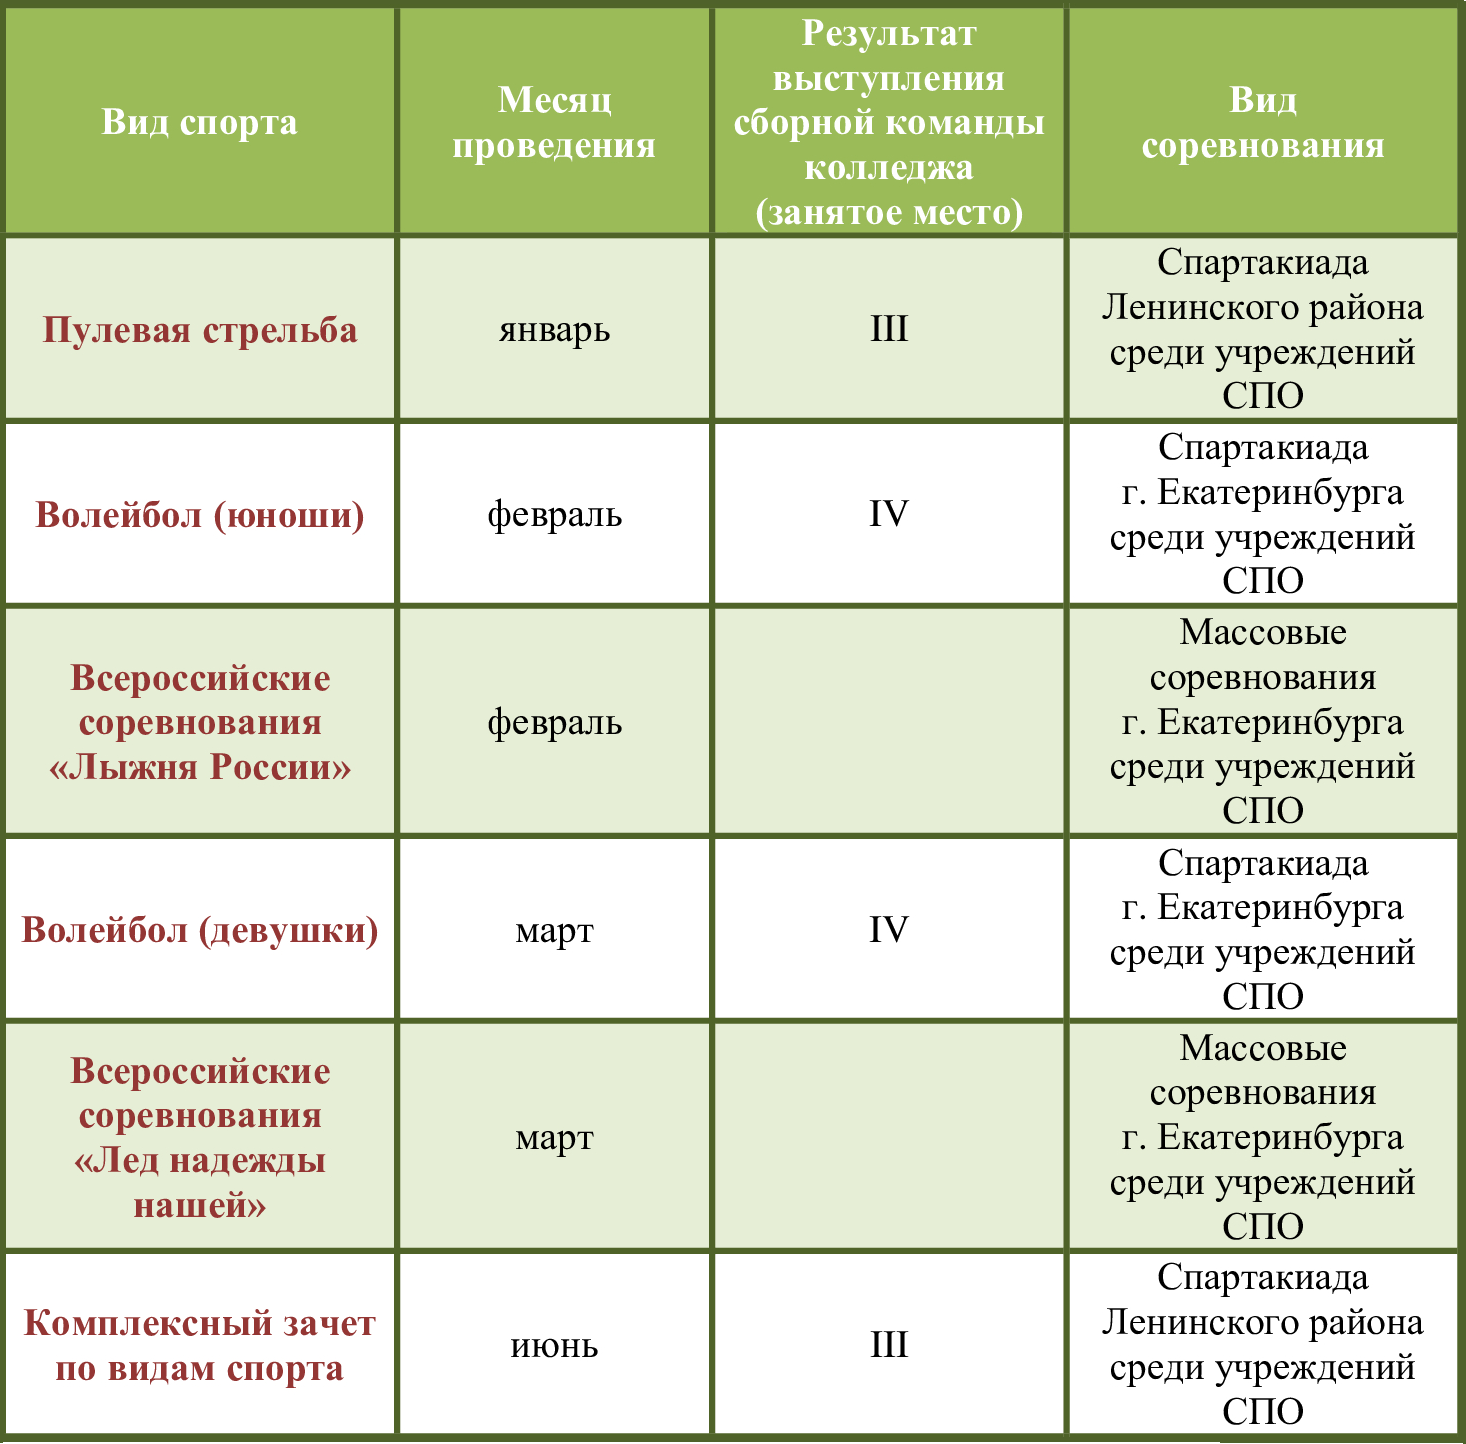 Вид спорта
Месяц
проведения
Результат
выступления
сборной команды
колледжа
(занятое место)
Вид
соревнования
Пулевая стрельба
январь
III
Спартакиада
Ленинского района
среди учреждений
СПО
Волейбол (юноши)
февраль
IV
Спартакиада
г. Екатеринбурга
среди учреждений
СПО
Всероссийские
соревнования
«Лыжня России»
февраль
Массовые
соревнования
г. Екатеринбурга
среди учреждений
СПО
Волейбол (девушки)
март
IV
Спартакиада
г. Екатеринбурга
среди учреждений
СПО
Всероссийские
соревнования
«Лед надежды
нашей»
март
Массовые
соревнования
г. Екатеринбурга
среди учреждений
СПО
Комплексный зачет
по видам спорта
июнь
III
Спартакиада
Ленинского района
среди учреждений
СПО